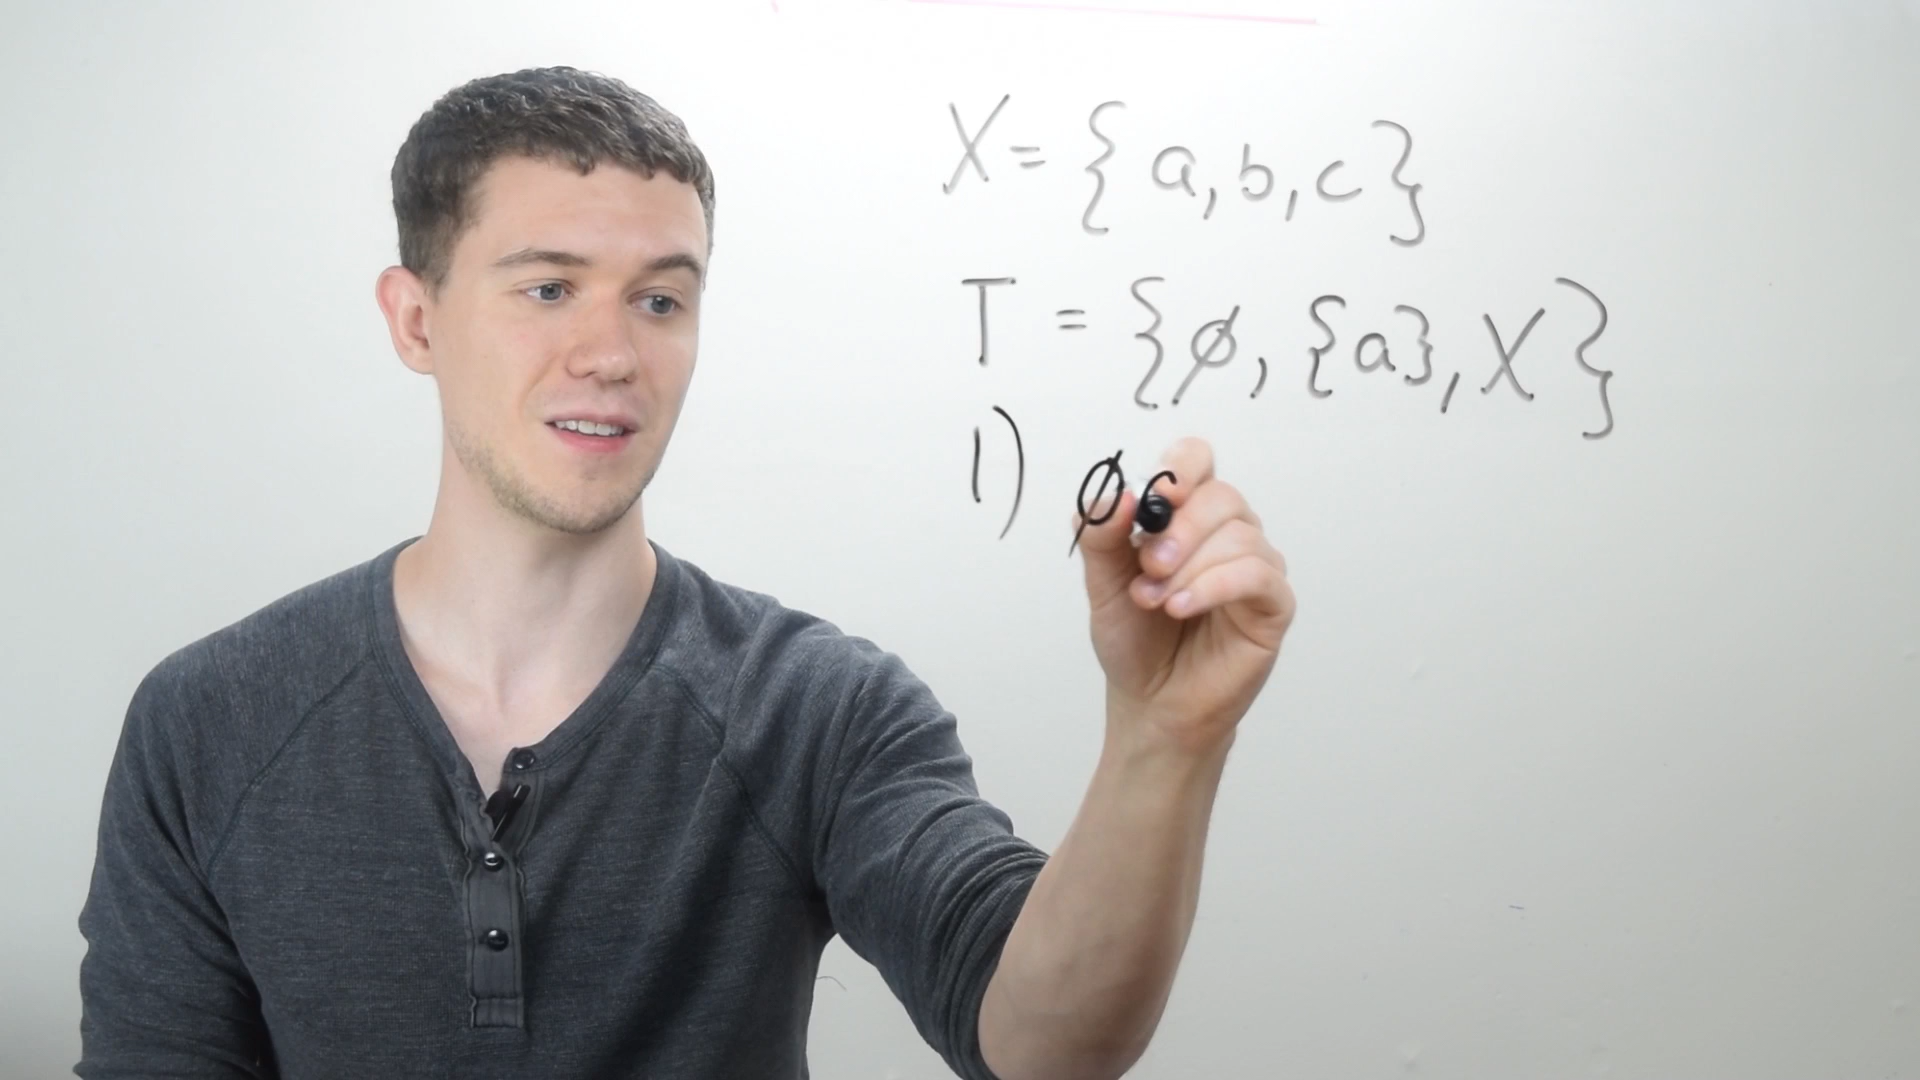 X = { a, b, c }
T = { ∅, {a}, X }
1) ∅